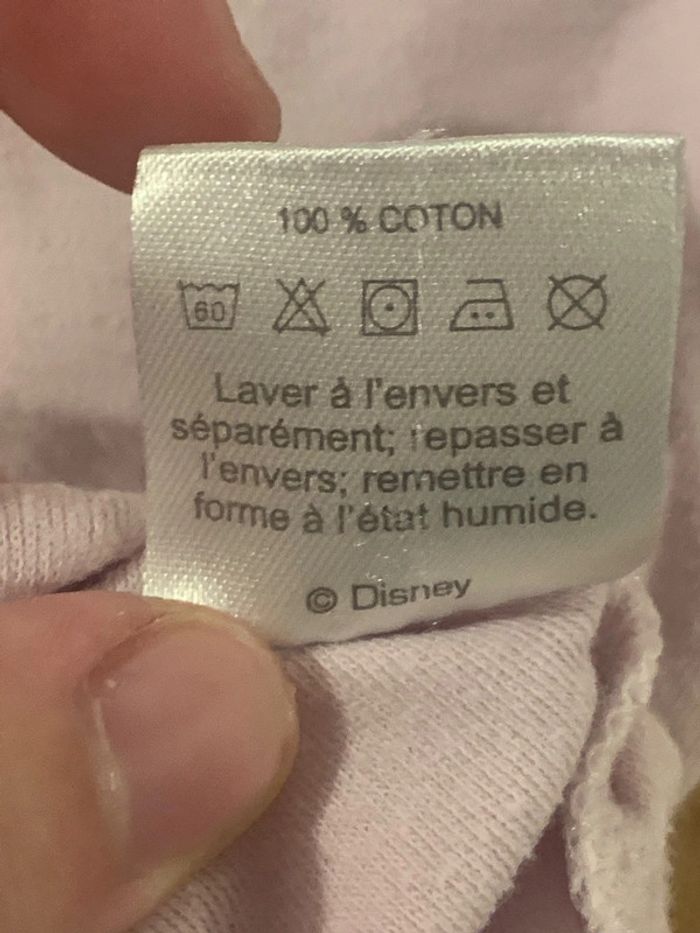 100 % COTON
60
Laver à l'envers et
séparément; repasser à
l'envers; remettre en
forme à l'état humide.
© Disney